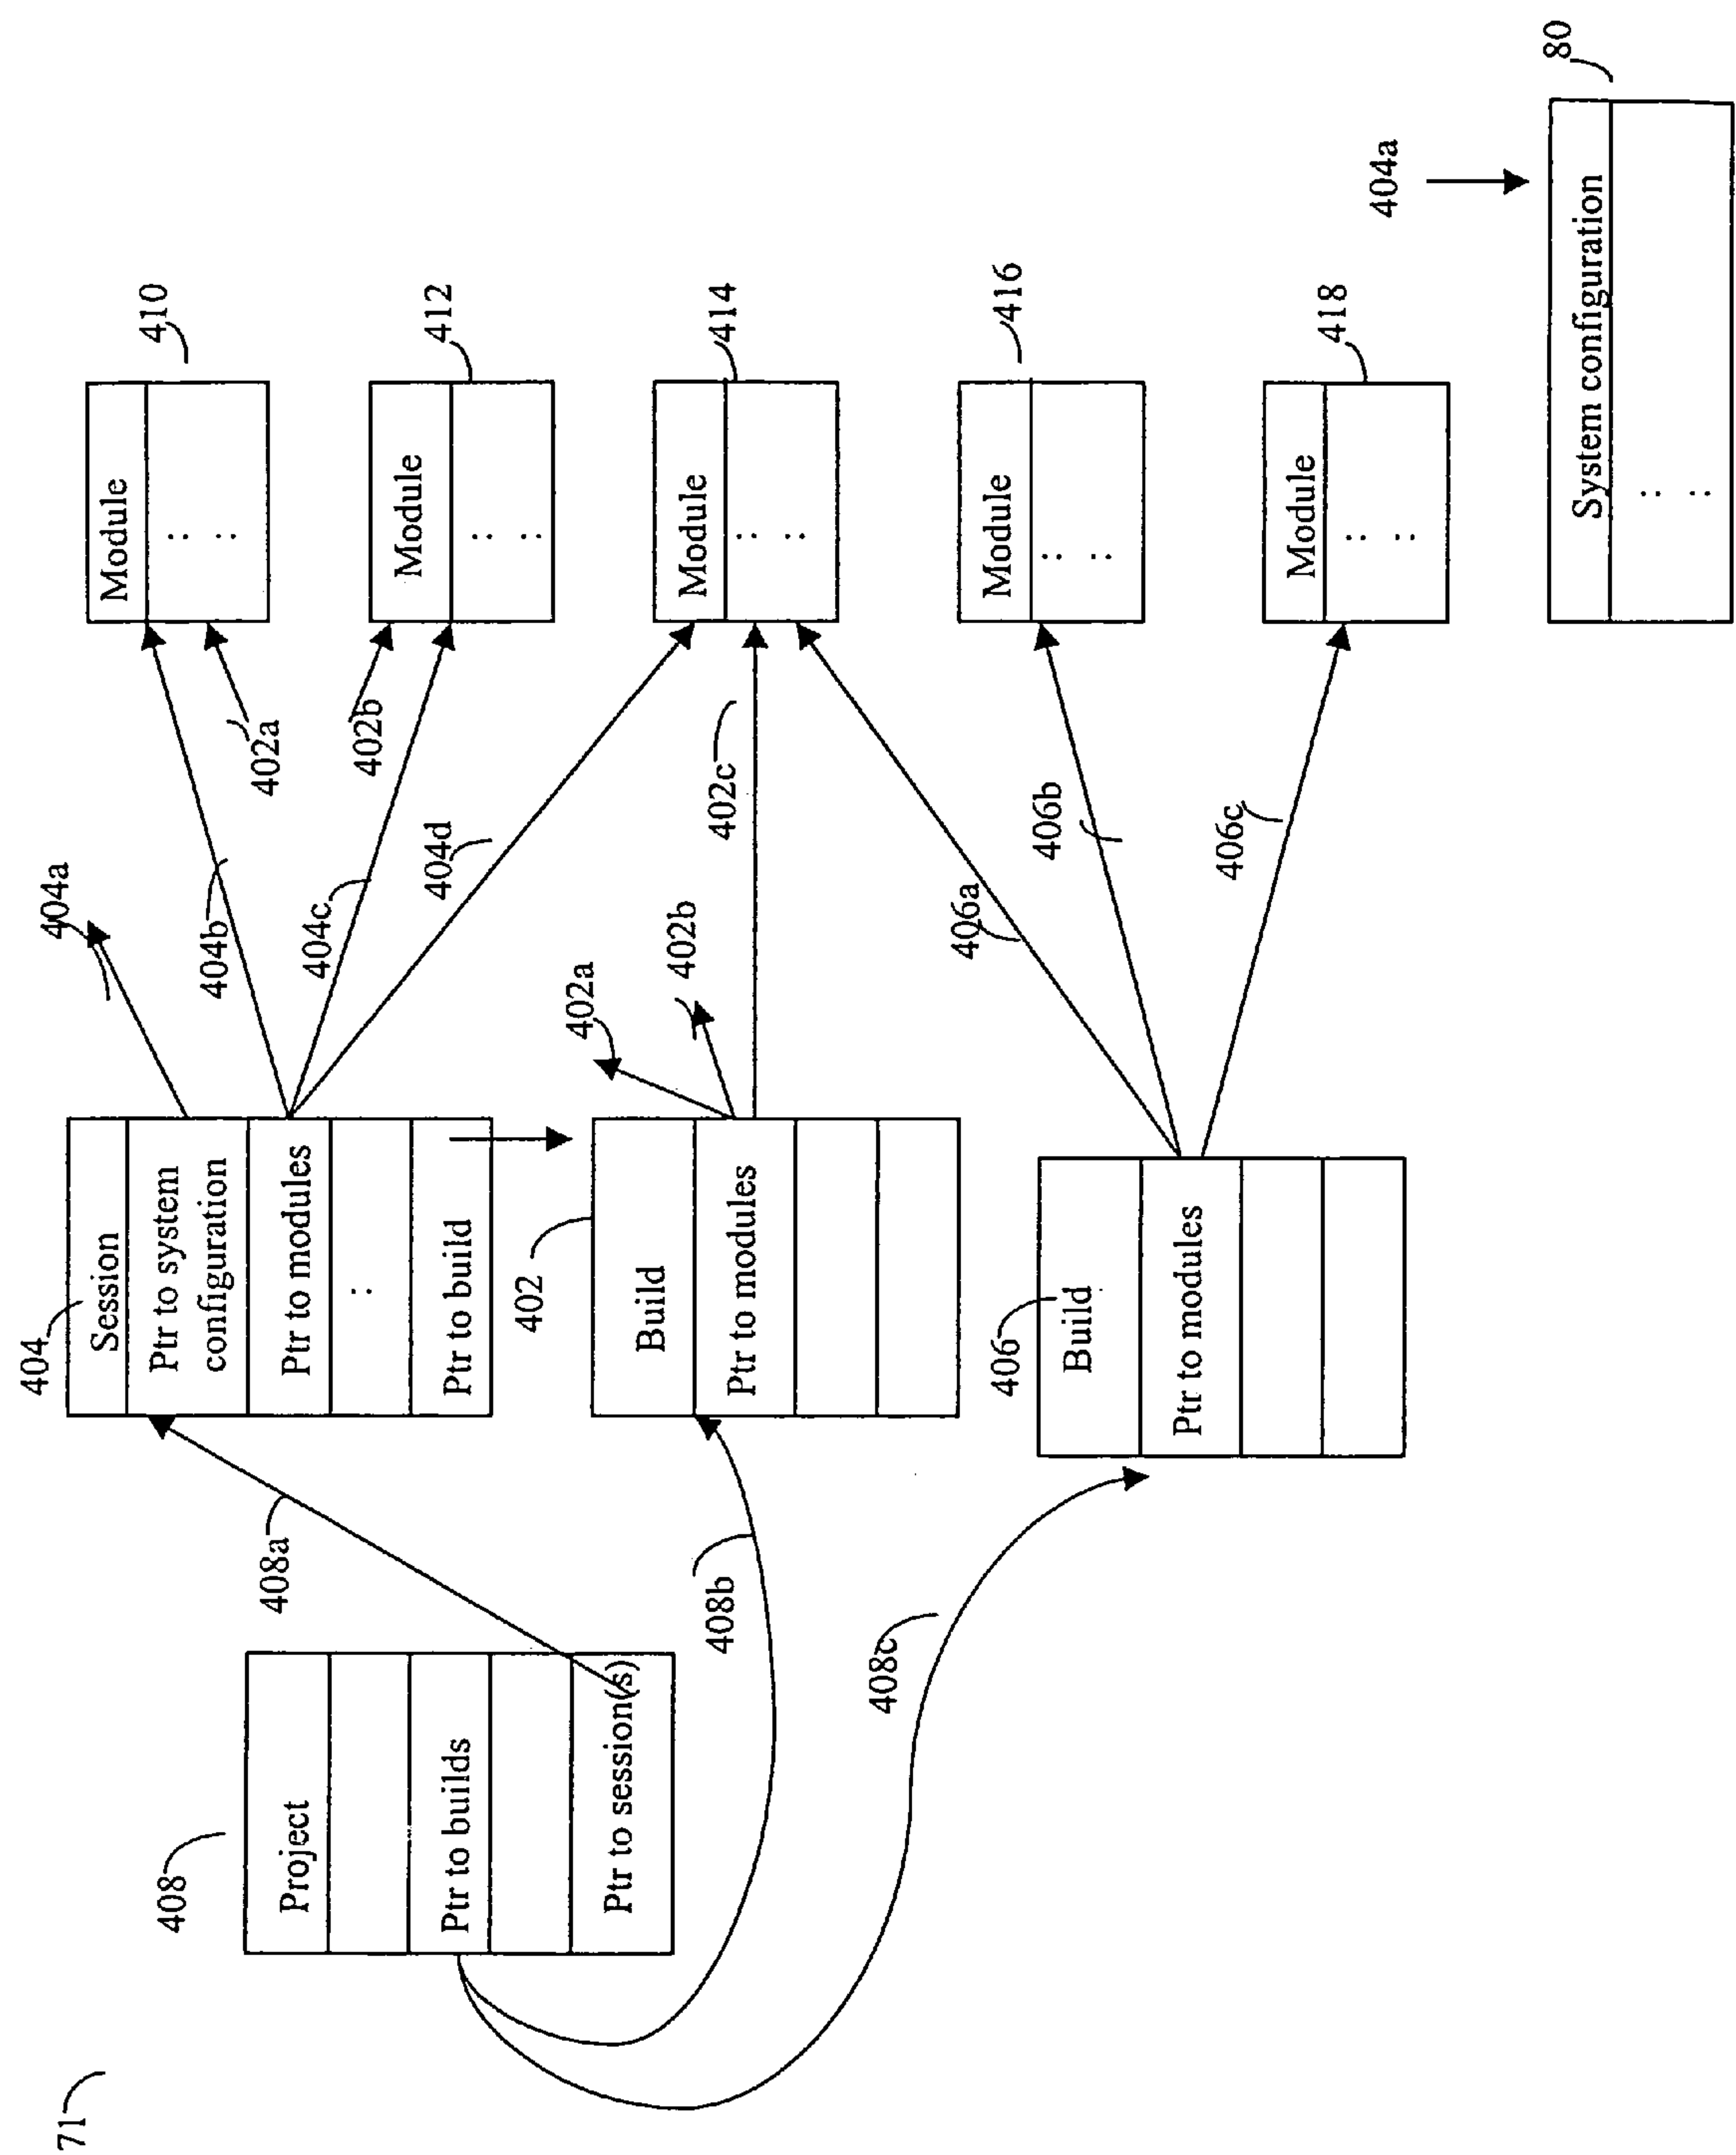 71
408
Project
Ptr to builds
Ptr to session(s)
408a
408b
408c
404
Session
Ptr to system
configuration
Ptr to modules
:
Ptr to build
402
Build
Ptr to modules
406
Build
Ptr to modules
404a
404b
404c
404d
402a
402b
402c
406a
406b
406c
402a
402b
Module
: :
410
Module
: :
412
Module
: :
414
Module
: :
416
Module
: :
418
404a
System configuration
: :
80